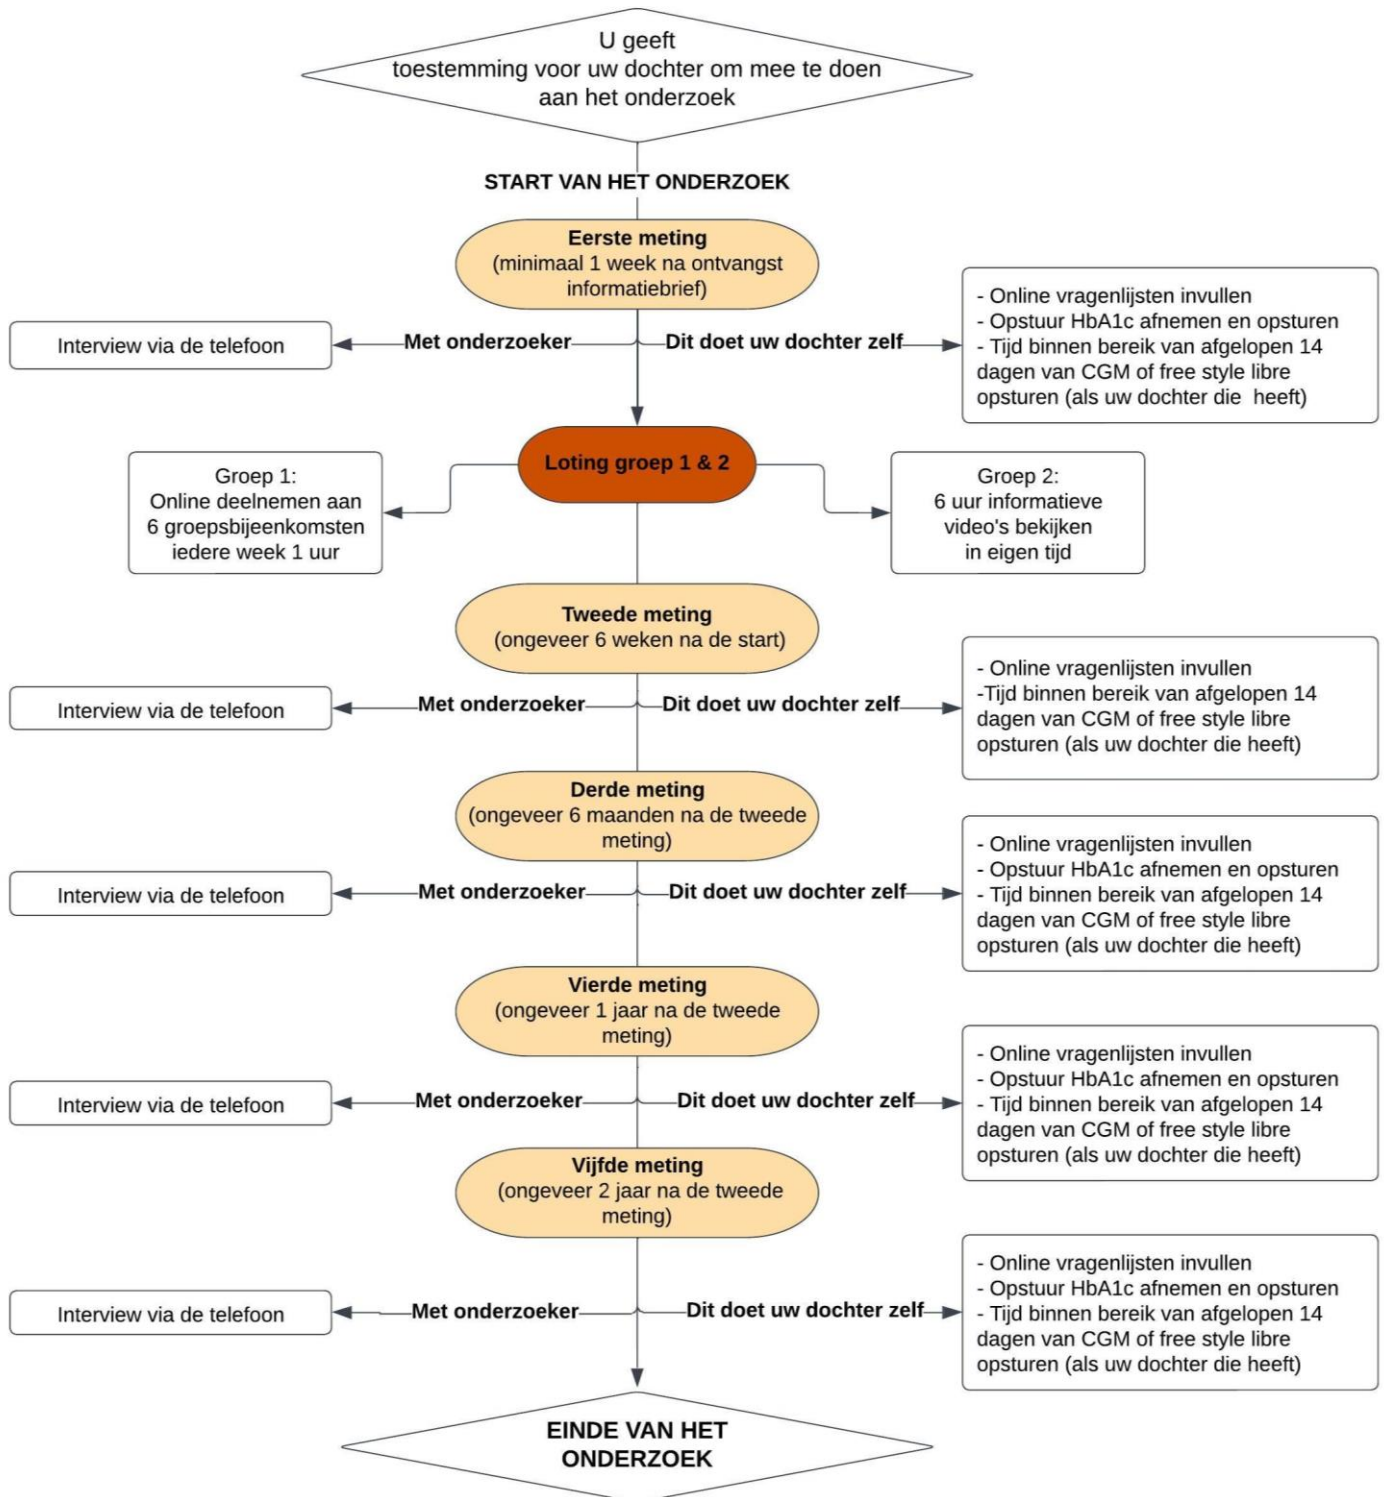 U geeft
toestemming voor uw dochter om mee te doen
aan het onderzoek
START VAN HET ONDERZOEK
Eerste meting
(minimaal 1 week na ontvangst
informatiebrief)
Interview via de telefoon
Met onderzoeker
Dit doet uw dochter zelf
- Online vragenlijsten invullen
- Opstuur HbA1c afnemen en opsturen
- Tijd binnen bereik van afgelopen 14
dagen van CGM of free style libre
opsturen (als uw dochter die heeft)
Loting groep 1 & 2
Groep 1:
Online deelnemen aan
6 groepsbijeenkomsten
iedere week 1 uur
Groep 2:
6 uur informatieve
video's bekijken
in eigen tijd
Tweede meting
(ongeveer 6 weken na de start)
Interview via de telefoon
Met onderzoeker
Dit doet uw dochter zelf
- Online vragenlijsten invullen
-Tijd binnen bereik van afgelopen 14
dagen van CGM of free style libre
opsturen (als uw dochter die heeft)
Derde meting
(ongeveer 6 maanden na de tweede
meting)
Interview via de telefoon
Met onderzoeker
Dit doet uw dochter zelf
- Online vragenlijsten invullen
- Opstuur HbA1c afnemen en opsturen
- Tijd binnen bereik van afgelopen 14
dagen van CGM of free style libre
opsturen (als uw dochter die heeft)
Vierde meting
(ongeveer 1 jaar na de tweede
meting)
Interview via de telefoon
Met onderzoeker
Dit doet uw dochter zelf
- Online vragenlijsten invullen
- Opstuur HbA1c afnemen en opsturen
- Tijd binnen bereik van afgelopen 14
dagen van CGM of free style libre
opsturen (als uw dochter die heeft)
Vijfde meting
(ongeveer 2 jaar na de tweede
meting)
Interview via de telefoon
Met onderzoeker
Dit doet uw dochter zelf
- Online vragenlijsten invullen
- Opstuur HbA1c afnemen en opsturen
- Tijd binnen bereik van afgelopen 14
dagen van CGM of free style libre
opsturen (als uw dochter die heeft)
EINDE VAN HET
ONDERZOEK